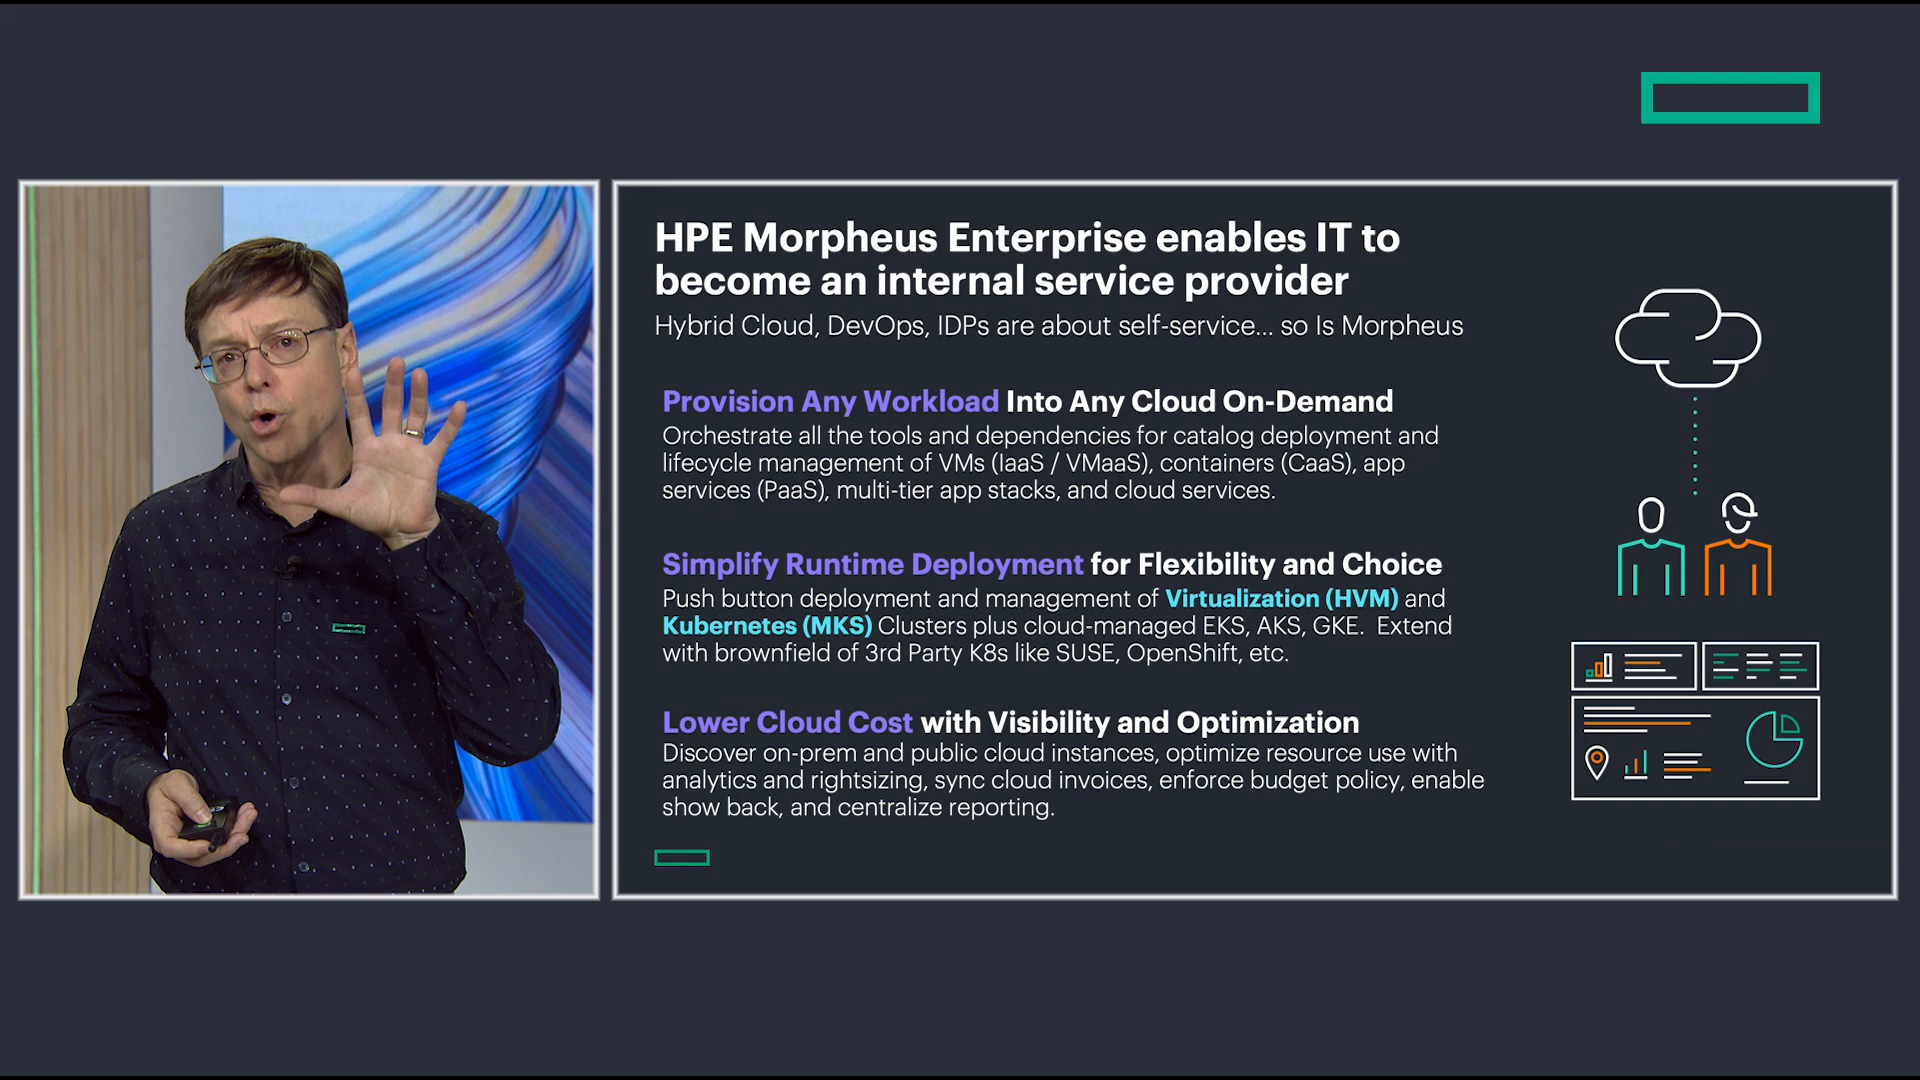 HPE Morpheus Enterprise enables IT to
become an internal service provider
Hybrid Cloud, DevOps, IDPs are about self-service... so Is Morpheus
Provision Any Workload Into Any Cloud On-Demand
Orchestrate all the tools and dependencies for catalog deployment and
lifecycle management of VMs (IaaS / VMaaS), containers (CaaS), app
services (PaaS), multi-tier app stacks, and cloud services.
Simplify Runtime Deployment for Flexibility and Choice
Push button deployment and management of Virtualization (HVM) and
Kubernetes (MKS) Clusters plus cloud-managed EKS, AKS, GKE. Extend
with brownfield of 3rd Party K8s like SUSE, OpenShift, etc.
Lower Cloud Cost with Visibility and Optimization
Discover on-prem and public cloud instances, optimize resource use with
analytics and rightsizing, sync cloud invoices, enforce budget policy, enable
show back, and centralize reporting.